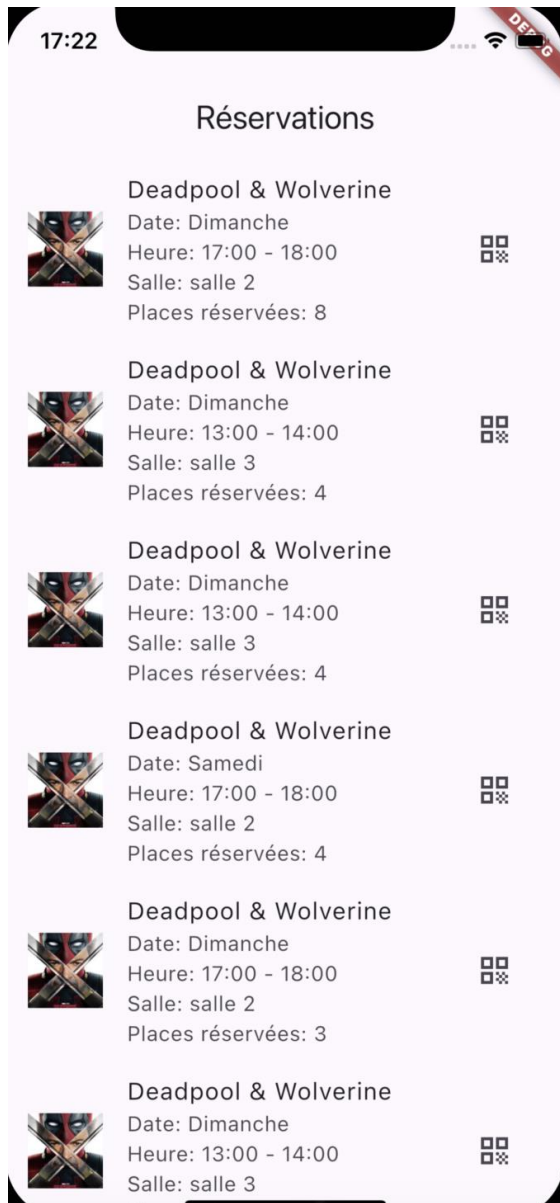 17:22
DEBUG
Réservations
Deadpool & Wolverine
Date: Dimanche
Heure: 17:00 - 18:00
Salle: salle 2
Places réservées: 8
Deadpool & Wolverine
Date: Dimanche
Heure: 13:00 - 14:00
Salle: salle 3
Places réservées: 4
Deadpool & Wolverine
Date: Dimanche
Heure: 13:00 - 14:00
Salle: salle 3
Places réservées: 4
Deadpool & Wolverine
Date: Samedi
Heure: 17:00 - 18:00
Salle: salle 2
Places réservées: 4
Deadpool & Wolverine
Date: Dimanche
Heure: 17:00 - 18:00
Salle: salle 2
Places réservées: 3
Deadpool & Wolverine
Date: Dimanche
Heure: 13:00 - 14:00
Salle: salle 3